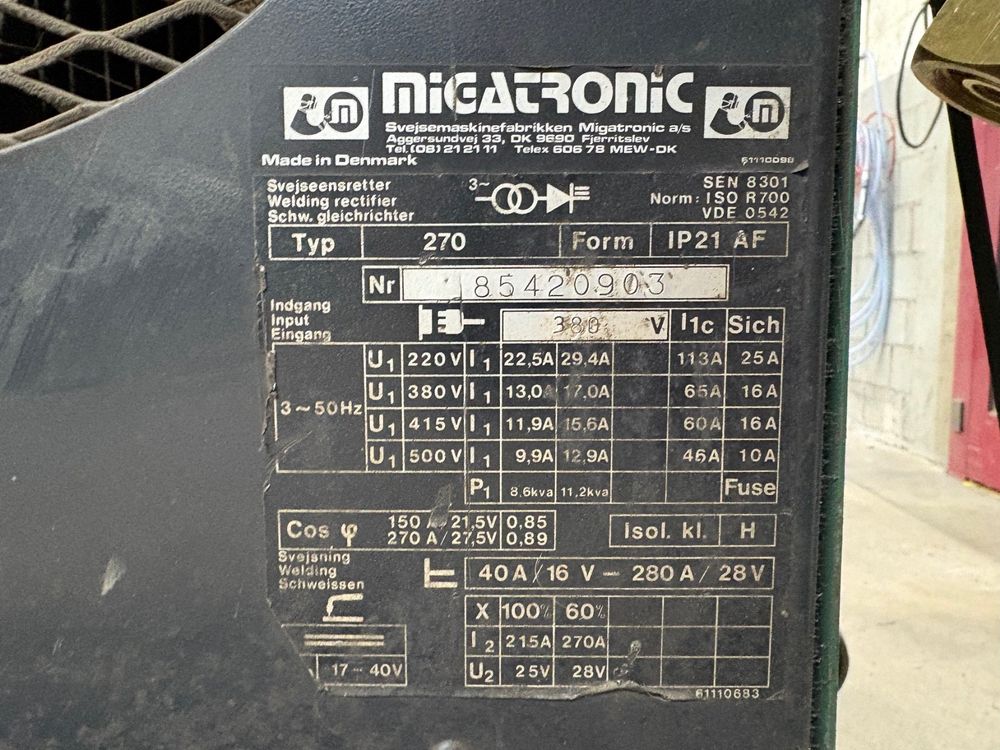 MIGATRONIC
Svejsemaskinefabrikken Migatronic a/s
Aggersundvej 33, DK 9690 Fjerritslev
Tel. (08) 21 21 11 Telex 606 78 MEW-DK
Made in Denmark 61110098
Svejseensretter 3~ SEN 8301
Welding rectifier Norm: ISO R700
Schw. gleichrichter VDE 0542
Typ 270 Form IP21 AF
Nr 85420903
Indgang
Input
Eingang
380 V I1c Sich
3~50Hz
U1 220 V I1 22,5A 29,4A 113A 25A
U1 380 V I1 13,0A 17,0A 65A 16A
U1 415 V I1 11,9A 15,6A 60A 16A
U1 500 V I1 9,9A 12,9A 46A 10A
P1 8,6kva 11,2kva Fuse
Cos φ 150 A/21,5V 0,85
270 A/27,5V 0,89
Isol. kl. H
Svejsning
Welding
Schweissen
40A/16 V – 280A/28V
X 100% 60%
I2 215A 270A
17-40V U2 25V 28V
61110683